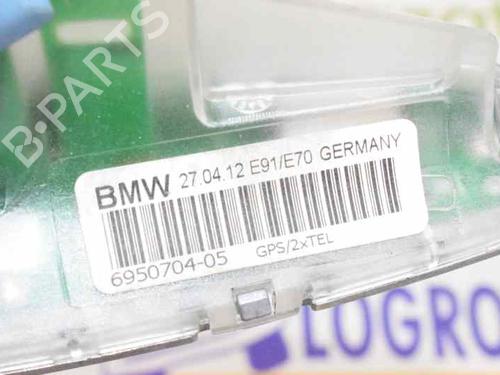 B-PARTS
BMW 27.04.12 E91/E70 GERMANY
6950704-05 GPS/2xTEL
LOGRO